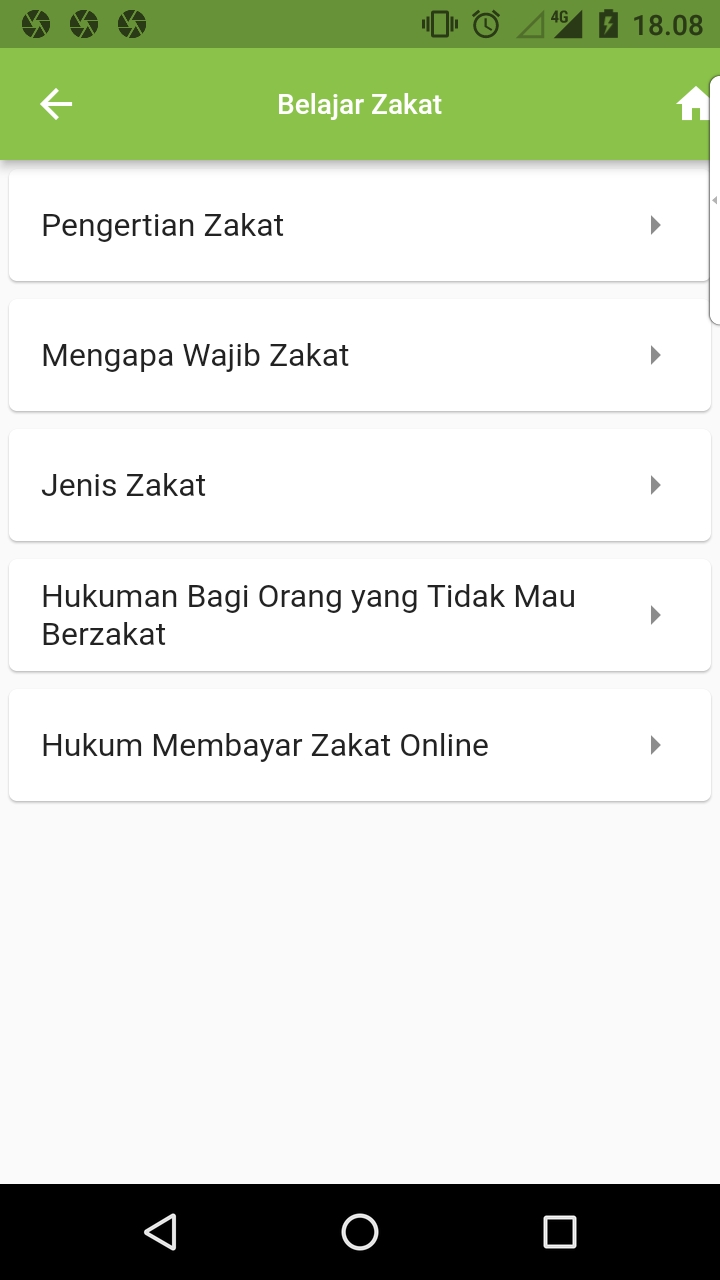 4G 18.08
Belajar Zakat
Pengertian Zakat
Mengapa Wajib Zakat
Jenis Zakat
Hukuman Bagi Orang yang Tidak Mau
Berzakat
Hukum Membayar Zakat Online